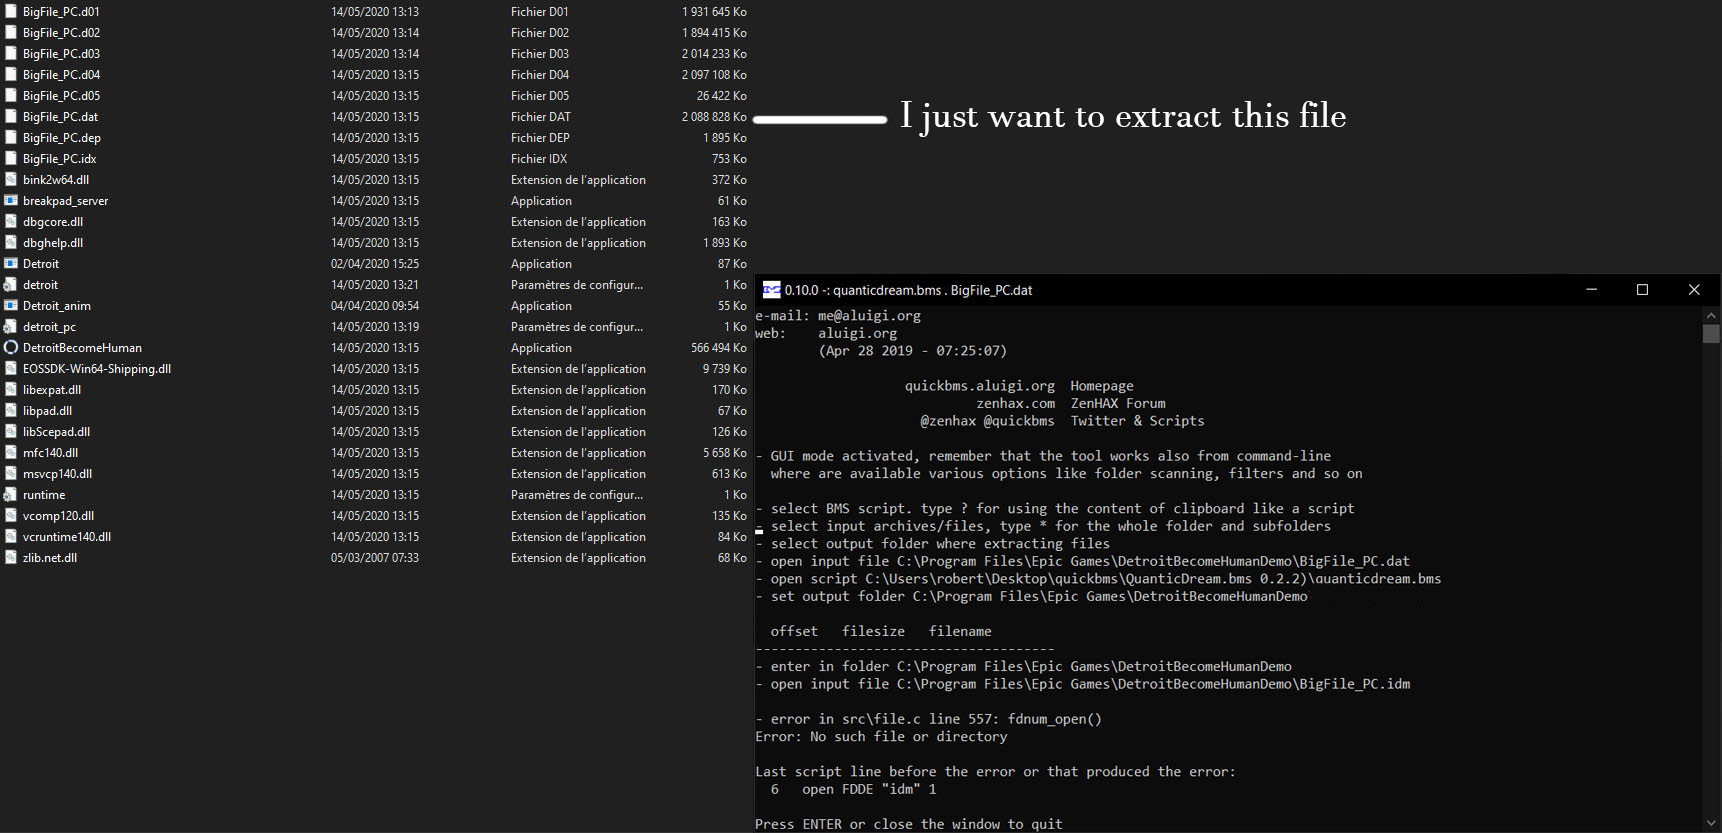 BigFile_PC.d01 14/05/2020 13:13 Fichier D01 1 931 645 Ko
BigFile_PC.d02 14/05/2020 13:14 Fichier D02 1 894 415 Ko
BigFile_PC.d03 14/05/2020 13:14 Fichier D03 2 014 233 Ko
BigFile_PC.d04 14/05/2020 13:15 Fichier D04 2 097 108 Ko
BigFile_PC.d05 14/05/2020 13:15 Fichier D05 26 422 Ko
BigFile_PC.dat 14/05/2020 13:15 Fichier DAT 2 088 828 Ko
I just want to extract this file
BigFile_PC.dep 14/05/2020 13:15 Fichier DEP 1 895 Ko
BigFile_PC.idx 14/05/2020 13:15 Fichier IDX 753 Ko
bink2w64.dll 14/05/2020 13:15 Extension de l'application 372 Ko
breakpad_server 14/05/2020 13:15 Application 61 Ko
dbgcore.dll 14/05/2020 13:15 Extension de l'application 163 Ko
dbghelp.dll 14/05/2020 13:15 Extension de l'application 1 893 Ko
Detroit 02/04/2020 15:25 Application 87 Ko
detroit 14/05/2020 13:21 Paramètres de configur... 1 Ko
Detroit_anim 04/04/2020 09:54 Application 55 Ko
detroit_pc 14/05/2020 13:19 Paramètres de configur... 1 Ko
DetroitBecomeHuman 14/05/2020 13:15 Application 566 494 Ko
EOSSDK-Win64-Shipping.dll 14/05/2020 13:15 Extension de l'application 9 739 Ko
libexpat.dll 14/05/2020 13:15 Extension de l'application 170 Ko
libpad.dll 14/05/2020 13:15 Extension de l'application 67 Ko
libScepad.dll 14/05/2020 13:15 Extension de l'application 126 Ko
mfc140.dll 14/05/2020 13:15 Extension de l'application 5 658 Ko
msvcp140.dll 14/05/2020 13:15 Extension de l'application 613 Ko
runtime 14/05/2020 13:15 Paramètres de configur... 1 Ko
vcomp120.dll 14/05/2020 13:15 Extension de l'application 135 Ko
vcruntime140.dll 14/05/2020 13:15 Extension de l'application 84 Ko
zlib.net.dll 05/03/2007 07:33 Extension de l'application 68 Ko
0.10.0 -: quanticdream.bms . BigFile_PC.dat
e-mail: me@aluigi.org
web: aluigi.org
(Apr 28 2019 - 07:25:07)
quickbms.aluigi.org Homepage
zenhax.com ZenHAX Forum
@zenhax @quickbms Twitter & Scripts
- GUI mode activated, remember that the tool works also from command-line
where are available various options like folder scanning, filters and so on
- select BMS script. type ? for using the content of clipboard like a script
- select input archives/files, type * for the whole folder and subfolders
- select output folder where extracting files
- open input file C:\Program Files\Epic Games\DetroitBecomeHumanDemo\BigFile_PC.dat
- open script C:\Users\robert\Desktop\quickbms\QuanticDream.bms 0.2.2)\quanticdream.bms
- set output folder C:\Program Files\Epic Games\DetroitBecomeHumanDemo
offset filesize filename
--------------------------------------
- enter in folder C:\Program Files\Epic Games\DetroitBecomeHumanDemo
- open input file C:\Program Files\Epic Games\DetroitBecomeHumanDemo\BigFile_PC.idm
- error in src\file.c line 557: fdnum_open()
Error: No such file or directory
Last script line before the error or that produced the error:
6 open FDDE "idm" 1
Press ENTER or close the window to quit